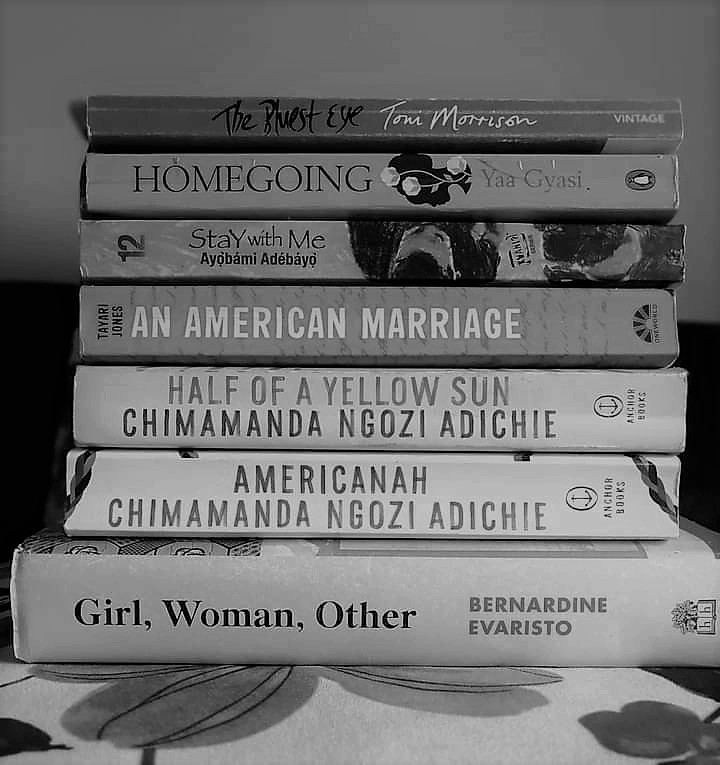 The Bluest Eye Toni Morrison VINTAGE
HOMEGOING Yaa Gyasi
12 Stay with Me
Ayọ̀bámi Adébáyọ̀
TAYARI JONES AN AMERICAN MARRIAGE ONEWORLD
HALF OF A YELLOW SUN
CHIMAMANDA NGOZI ADICHIE ANCHOR BOOKS
AMERICANAH
CHIMAMANDA NGOZI ADICHIE ANCHOR BOOKS
Girl, Woman, Other BERNARDINE EVARISTO
h h